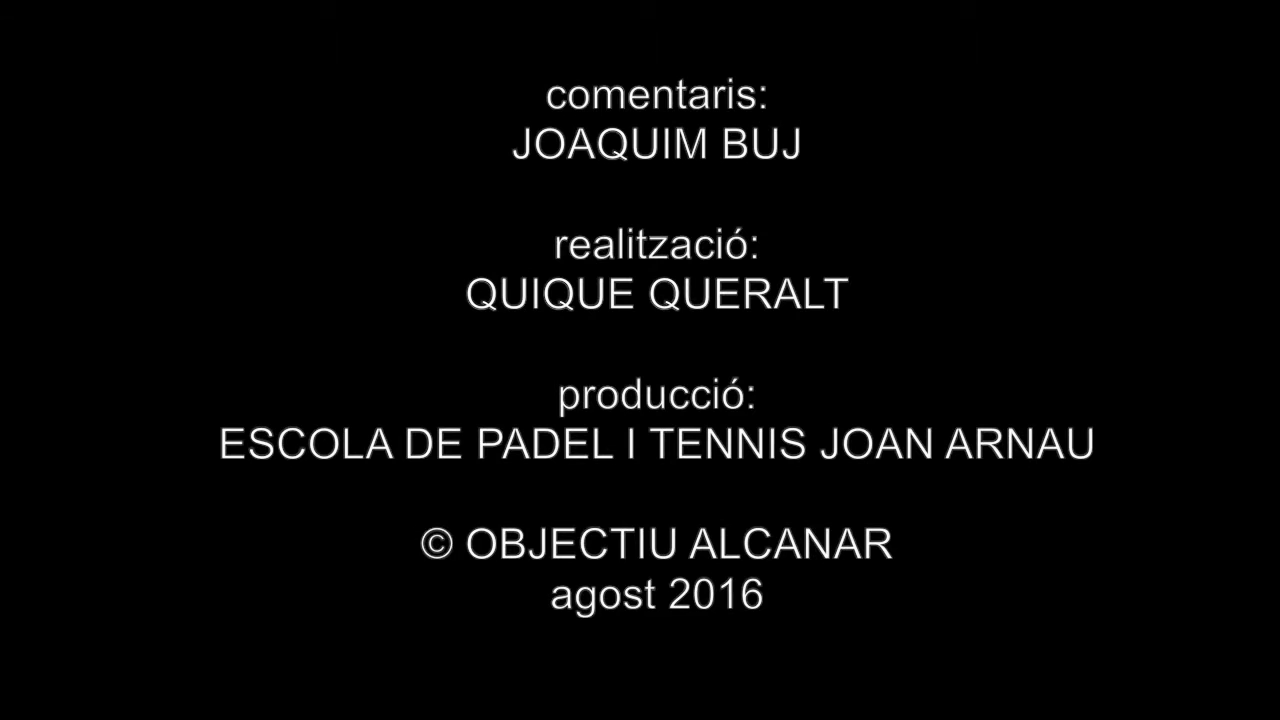 comentaris:
JOAQUIM BUJ
realització:
QUIQUE QUERALT
producció:
ESCOLA DE PADEL I TENNIS JOAN ARNAU
© OBJECTIU ALCANAR
agost 2016